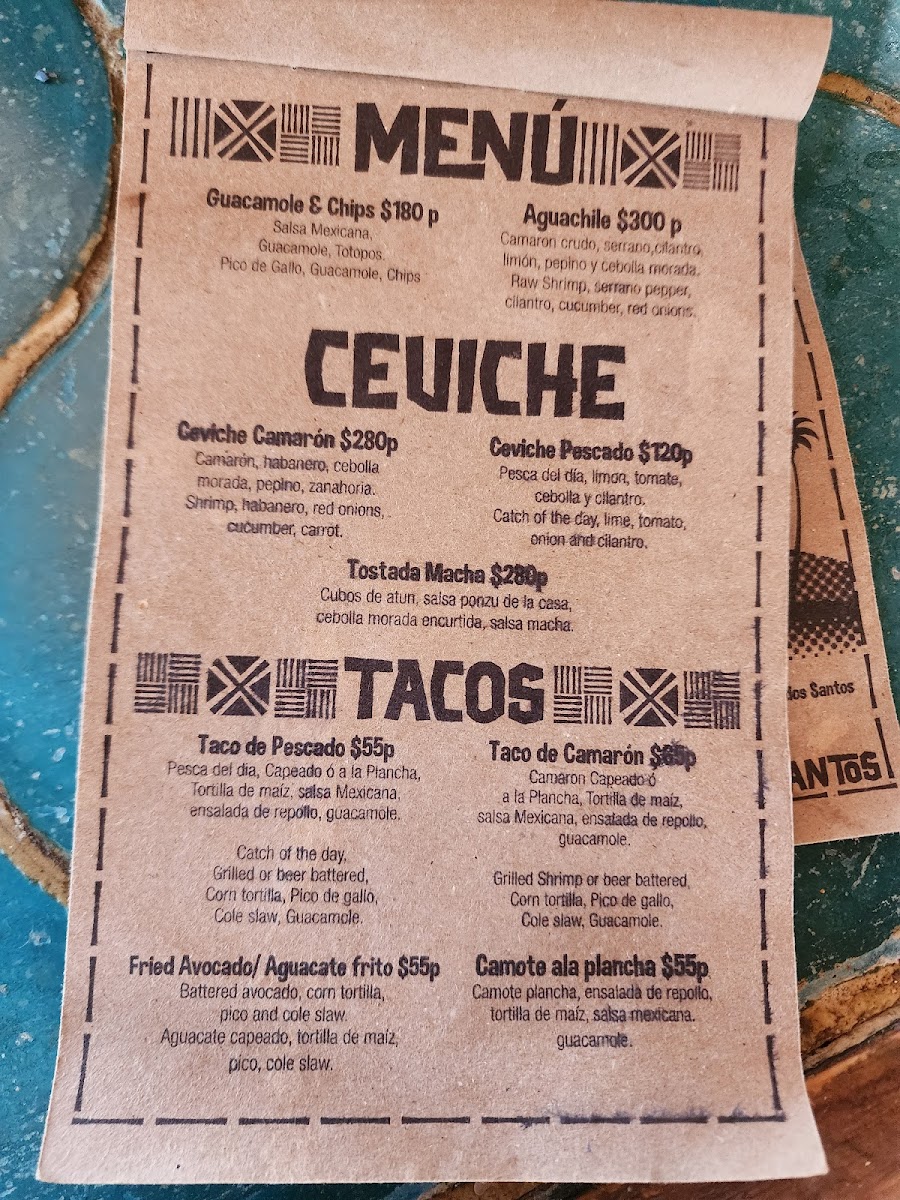 MENÚ
Guacamole & Chips $180 p
Salsa Mexicana,
Guacamole, Totopos.
Pico de Gallo, Guacamole, Chips
Aguachile $300 p
Camaron crudo, serrano,cilantro,
limón, pepino y cebolla morada.
Raw Shrimp, serrano pepper,
cilantro, cucumber, red onions.
CEVICHE
Ceviche Camarón $280p
Camarón, habanero, cebolla
morada, pepino, zanahoria.
Shrimp, habanero, red onions,
cucumber, carrot.
Ceviche Pescado $120p
Pesca del día, limon, tomate,
cebolla y cilantro.
Catch of the day, lime, tomato,
onion and cilantro.
Tostada Macha $280p
Cubos de atun, salsa ponzu de la casa,
cebolla morada encurtida, salsa macha.
TACOS
Taco de Pescado $55p
Pesca del dia, Capeado ó a la Plancha,
Tortilla de maíz, salsa Mexicana,
ensalada de repollo, guacamole.
Catch of the day,
Grilled or beer battered,
Corn tortilla, Pico de gallo,
Cole slaw, Guacamole.
Taco de Camarón $65p
Camaron Capeado ó
a la Plancha, Tortilla de maíz,
salsa Mexicana, ensalada de repollo,
guacamole.
Grilled Shrimp or beer battered,
Corn tortilla, Pico de gallo,
Cole slaw, Guacamole.
Fried Avocado/ Aguacate frito $55p
Battered avocado, corn tortilla,
pico and cole slaw.
Aguacate capeado, tortilla de maíz,
pico, cole slaw.
Camote ala plancha $55p
Camote plancha, ensalada de repollo,
tortilla de maíz, salsa mexicana.
guacamole.
dos Santos
ANTOS